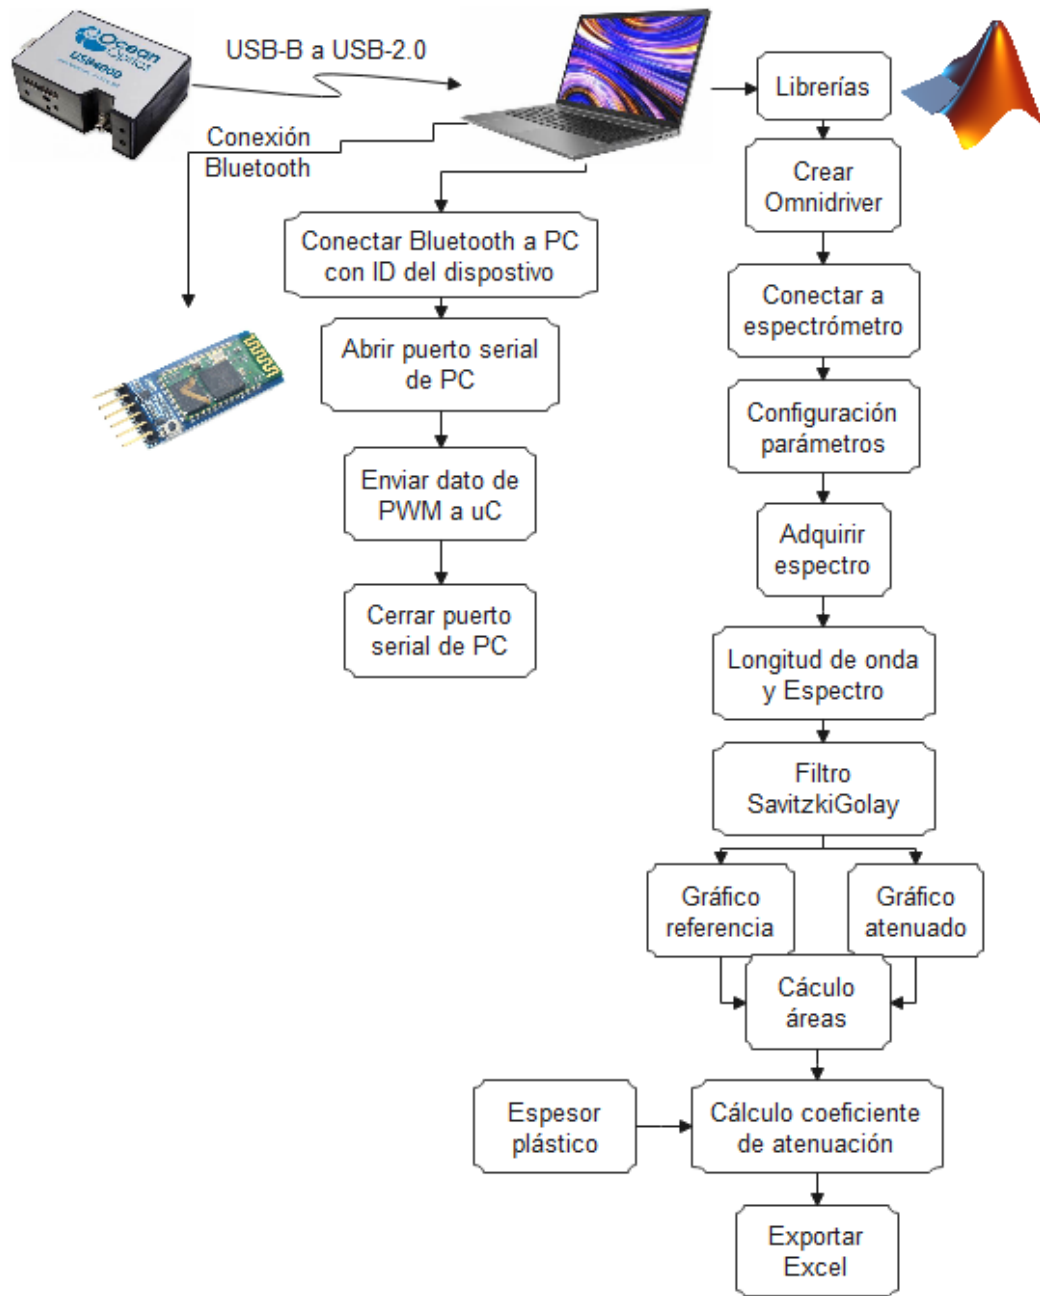 Ocean
Optics
USB4000
USB-B a USB-2.0
Conexión
Bluetooth
Librerías
Crear
Omnidriver
Conectar Bluetooth a PC
con ID del dispostivo
Conectar a
espectrómetro
Abrir puerto serial
de PC
Configuración
parámetros
Enviar dato de
PWM a uC
Adquirir
espectro
Cerrar puerto
serial de PC
Longitud de onda
y Espectro
Filtro
SavitzkiGolay
Gráfico
referencia
Gráfico
atenuado
Cáculo
áreas
Espesor
plástico
Cálculo coeficiente
de atenuación
Exportar
Excel